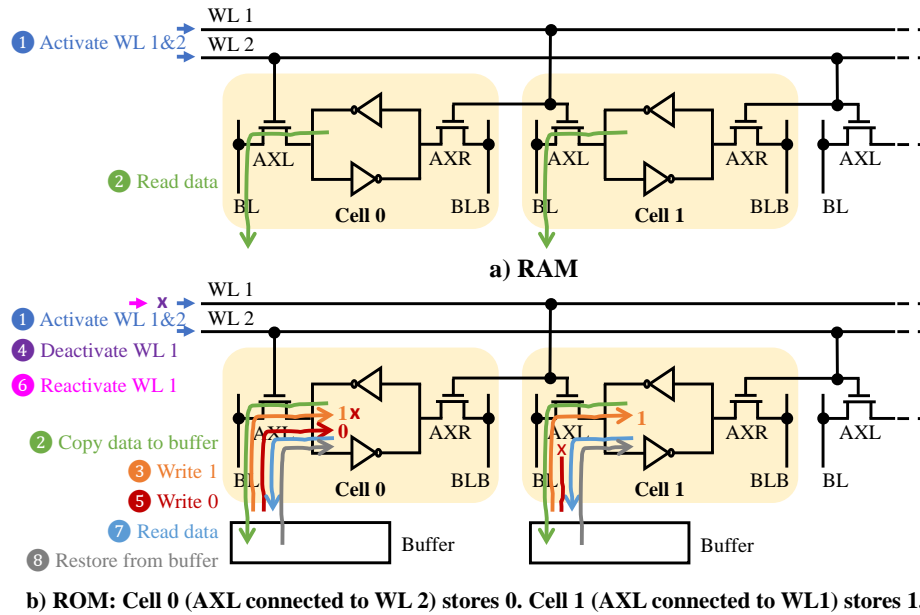 WL 1
1 Activate WL 1&2
WL 2
AXL
AXR
AXL
AXR
AXL
2 Read data
BL
Cell 0
BLB
BL
Cell 1
BLB
BL
a) RAM
x
WL 1
1 Activate WL 1&2
WL 2
4 Deactivate WL 1
6 Reactivate WL 1
1 x
0
1
AXL
AXR
AXL
AXR
AXL
2 Copy data to buffer
x
3 Write 1
BL
Cell 0
BLB
BL
Cell 1
BLB
BL
5 Write 0
7 Read data
Buffer
Buffer
8 Restore from buffer
b) ROM: Cell 0 (AXL connected to WL 2) stores 0. Cell 1 (AXL connected to WL1) stores 1.